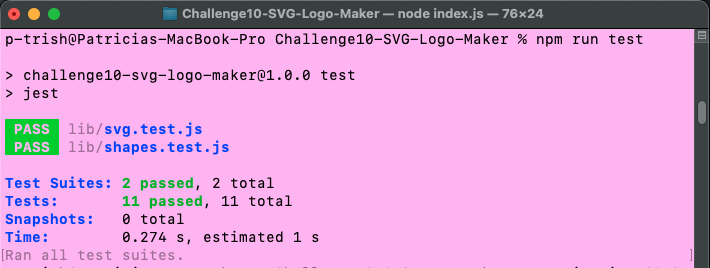 Challenge10-SVG-Logo-Maker — node index.js — 76×24
p-trish@Patricias-MacBook-Pro Challenge10-SVG-Logo-Maker % npm run test
> challenge10-svg-logo-maker@1.0.0 test
> jest
PASS lib/svg.test.js
PASS lib/shapes.test.js
Test Suites: 2 passed, 2 total
Tests: 11 passed, 11 total
Snapshots: 0 total
Time: 0.274 s, estimated 1 s
[Ran all test suites. ]